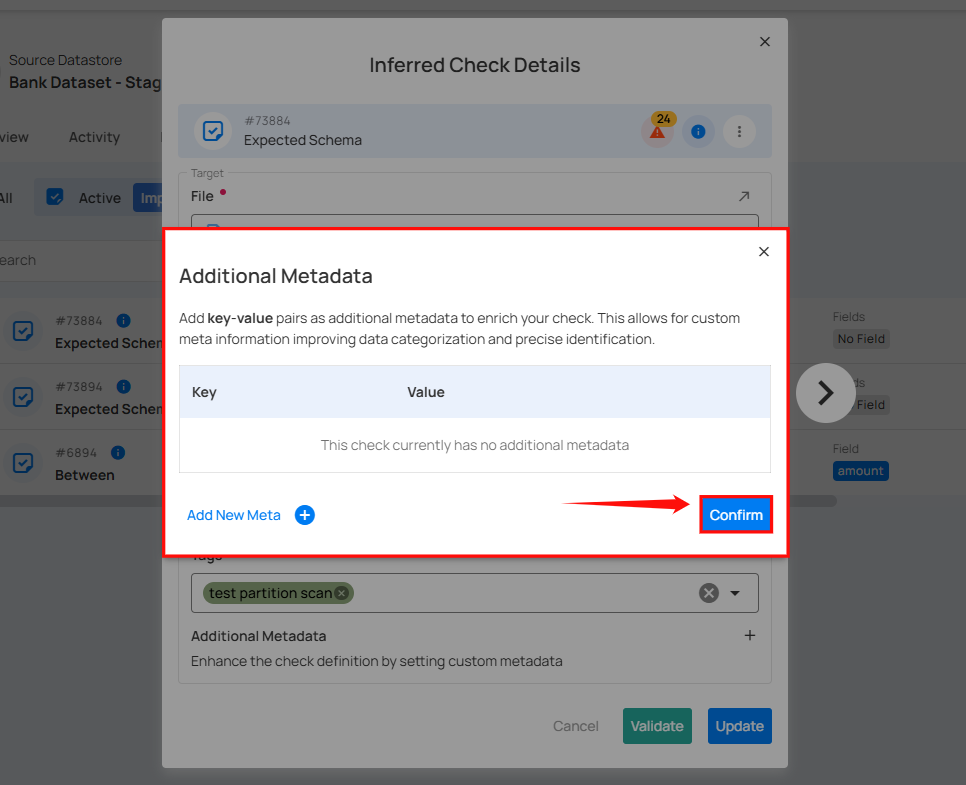 Source Datastore
Bank Dataset - Stag
view
Activity
All
Active
Imp
earch
#73884
Expected Schem
#73894
Expected Schem
#6894
Between
Inferred Check Details
#73884
Expected Schema
24
Target
File
Additional Metadata
Add key-value pairs as additional metadata to enrich your check. This allows for custom
meta information improving data categorization and precise identification.
Key Value
This check currently has no additional metadata
Add New Meta
Confirm
Tags
test partition scan
Additional Metadata
Enhance the check definition by setting custom metadata
Cancel
Validate
Update
Fields
No Field
ds
Field
Field
amount